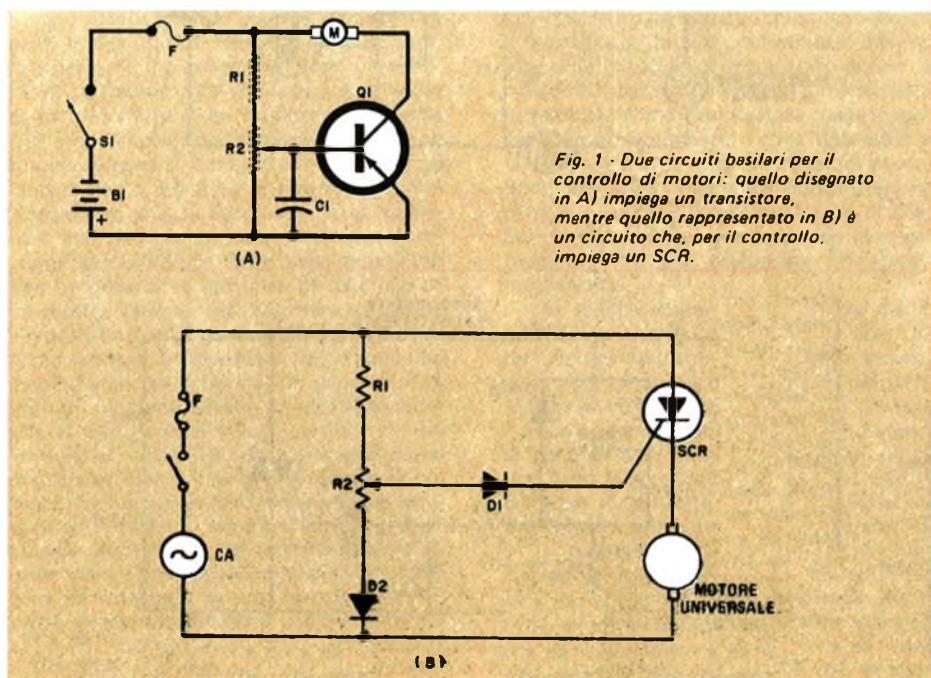 F
M
R1
Q1
R2
S1
C1
B1
+
(A)
Fig. 1 - Due circuiti basilari per il
controllo di motori: quello disegnato
in A) impiega un transistore,
mentre quello rappresentato in B) è
un circuito che, per il controllo,
impiega un SCR.
R1
F
SCR
R2
D1
CA
D2
MOTORE
UNIVERSALE
(B)